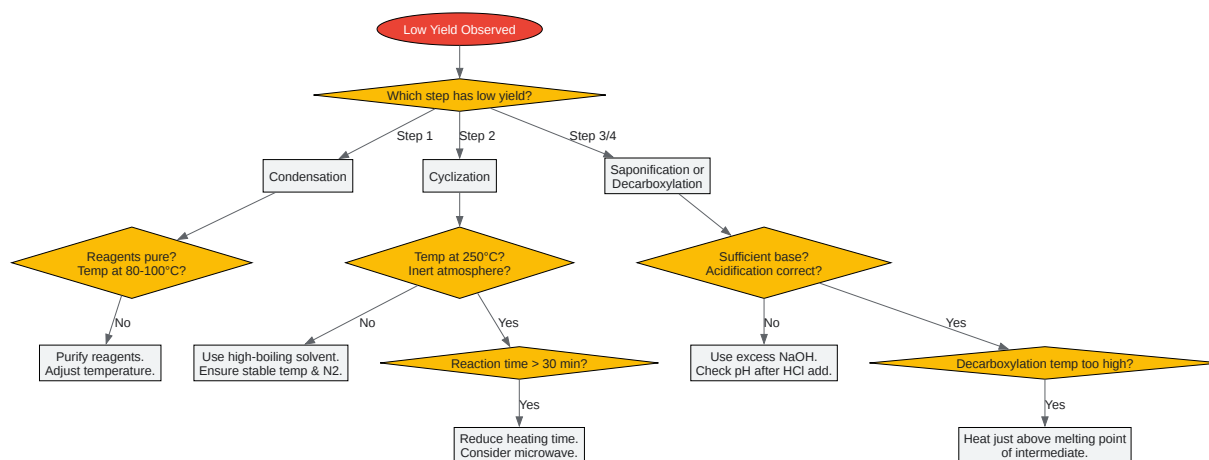 Low Yield Observed
Which step has low yield?
Step 1
Step 2
Step 3/4
Condensation
Cyclization
Saponification or
Decarboxylation
Reagents pure?
Temp at 80-100°C?
Temp at 250°C?
Inert atmosphere?
Sufficient base?
Acidification correct?
No
No
Yes
No
Yes
Purify reagents.
Adjust temperature.
Use high-boiling solvent.
Ensure stable temp & N2.
Reaction time > 30 min?
Use excess NaOH.
Check pH after HCl add.
Decarboxylation temp too high?
Yes
Yes
Reduce heating time.
Consider microwave.
Heat just above melting point
of intermediate.